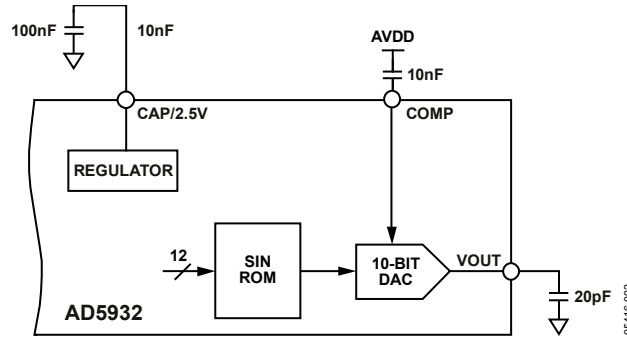 100nF
10nF
AVDD
10nF
CAP/2.5V
COMP
REGULATOR
12
SIN
ROM
10-BIT
DAC
VOUT
20pF
AD5932